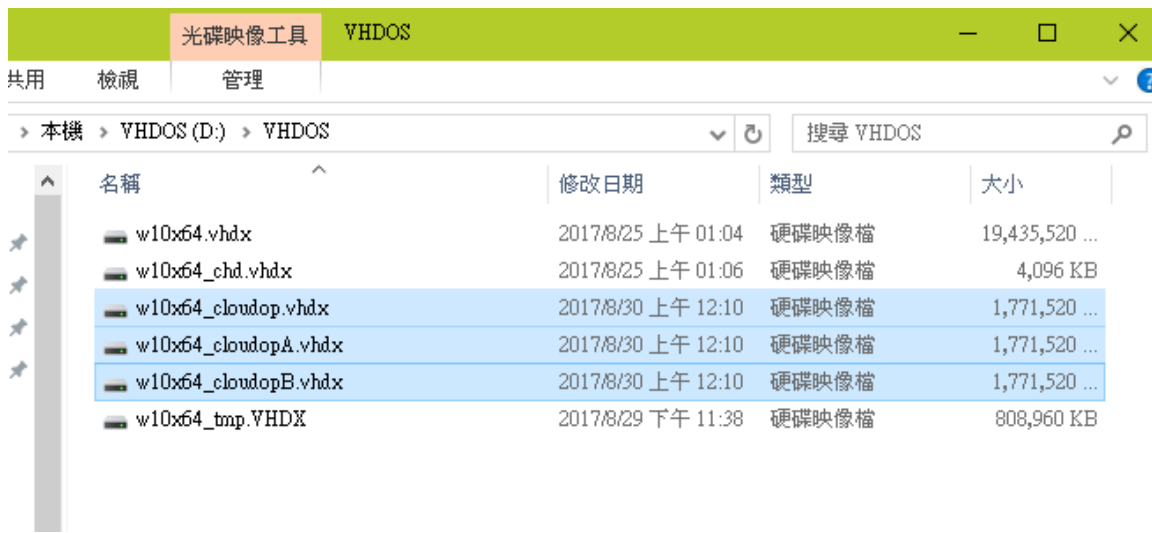 光碟映像工具 VHDOS
共用 檢視 管理
本機 VHDOS (D:) VHDOS 搜尋 VHDOS
名稱 修改日期 類型 大小
w10x64.vhdx 2017/8/25 上午 01:04 硬碟映像檔 19,435,520 ...
w10x64_chd.vhdx 2017/8/25 上午 01:06 硬碟映像檔 4,096 KB
w10x64_cloudop.vhdx 2017/8/30 上午 12:10 硬碟映像檔 1,771,520 ...
w10x64_cloudopA.vhdx 2017/8/30 上午 12:10 硬碟映像檔 1,771,520 ...
w10x64_cloudopB.vhdx 2017/8/30 上午 12:10 硬碟映像檔 1,771,520 ...
w10x64_tmp.VHDX 2017/8/29 下午 11:38 硬碟映像檔 808,960 KB